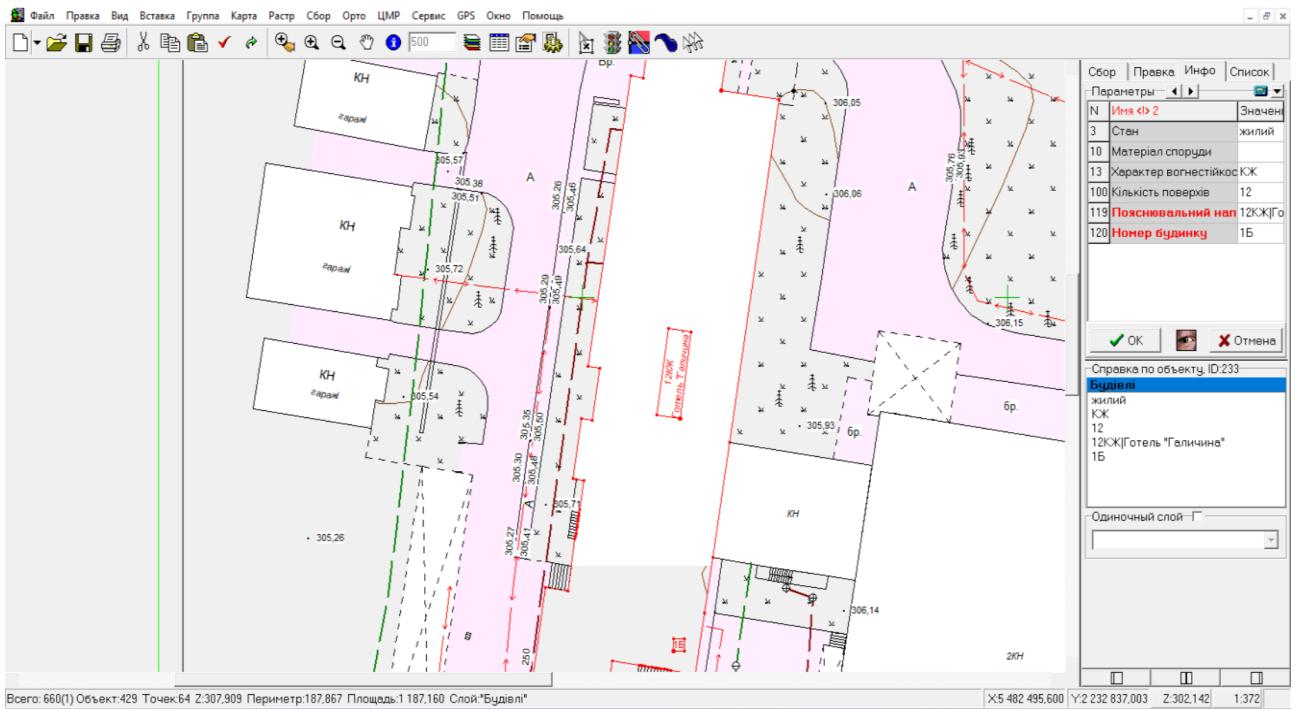 Файл Правка Вид Вставка Группа Карта Растр Сбор Орто ЦМР Сервис GPS Окно Помощь
500
Сбор Правка Инфо Список
Параметры
N Имя <!> 2 Значени
3 Стан жилий
10 Матеріал споруди
13 Характер вогнестійкос КЖ
100 Кількість поверхів 12
119 Пояснювальний нап 12КЖ|Го
120 Номер будинку 1Б
OK Отмена
Справка по объекту. ID:233
Будівлі
жилий
КЖ
12
12КЖ|Готель "Галичина"
1Б
Одиночный слой
КН
гаражі
Бр.
306,05
305,57
305.38
305,51
А
305.26
305,46
305,76
305,93
306,06
А
КН
гаражі
305,64
305,72
305,29
305,49
306,15
12КЖ
Готель "Галичина"
КН
гаражі
305,54
305.35
305,50
305,93
бр.
бр.
305.30
305,48
А
305,71
КН
305,26
305,27
305,41
306,14
1Б
250
2КН
Всего: 660(1) Объект:429 Точек:64 Z:307,909 Периметр:187,867 Площадь:1 187,160 Слой:"Будівлі"
X:5 482 495,600 Y:2 232 837,003 Z:302,142 1:372